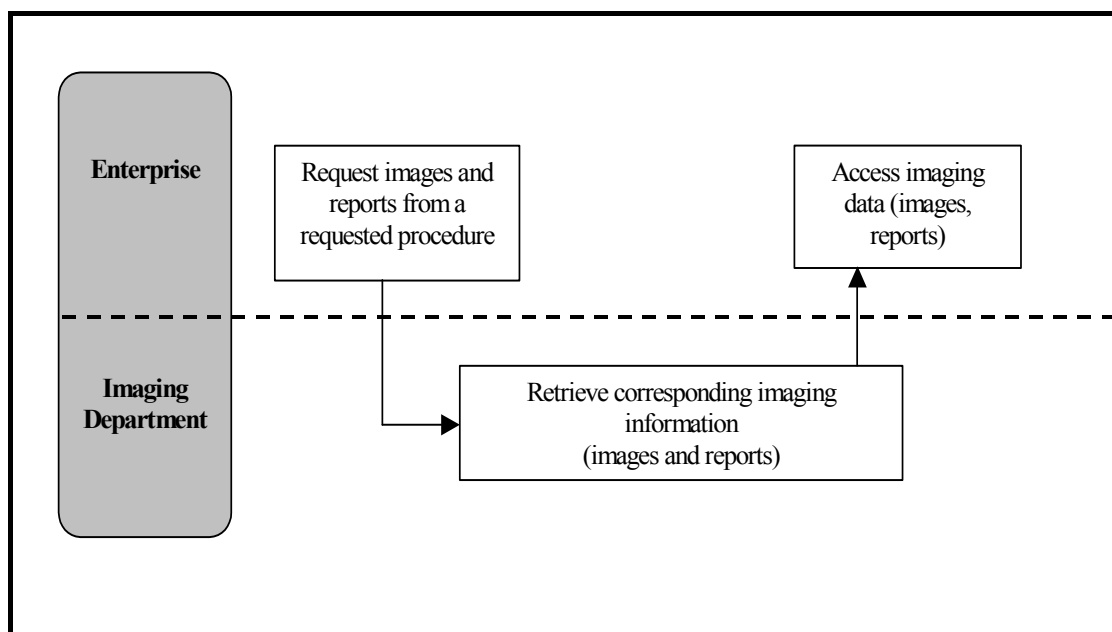 Enterprise
Request images and
reports from a
requested procedure
Access imaging
data (images,
reports)
Imaging
Department
Retrieve corresponding imaging
information
(images and reports)